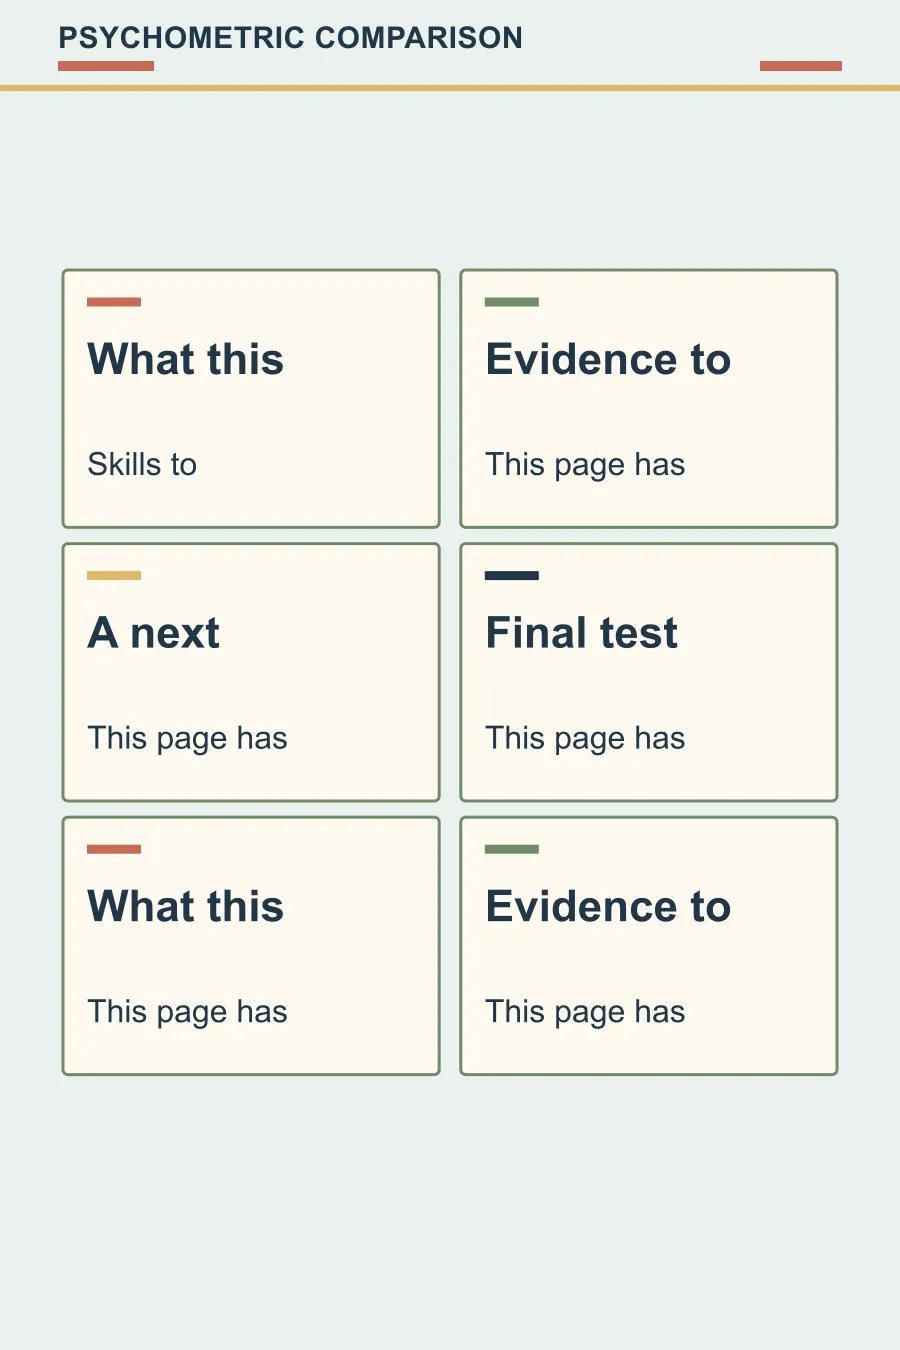 PSYCHOMETRIC COMPARISON
What this
Skills to
Evidence to
This page has
A next
This page has
Final test
This page has
What this
This page has
Evidence to
This page has